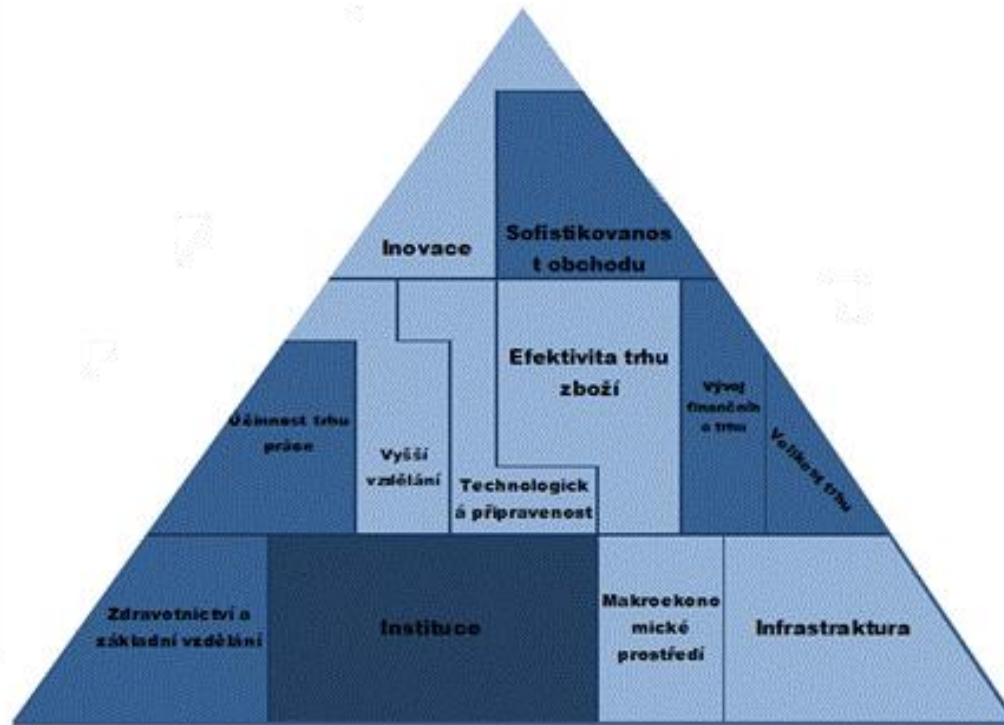 Inovace
Sofistikovanos
t obchodu
Efektivita trhu
zboží
Vývoj
finančníh
o trhu
Velikost trhu
Účinnost trhu
práce
Vyšší
vzdělání
Technologick
á připravenost
Zdravotnictví a
základní vzdělání
Instituce
Makroekono
mické
prostředí
Infrastraktura